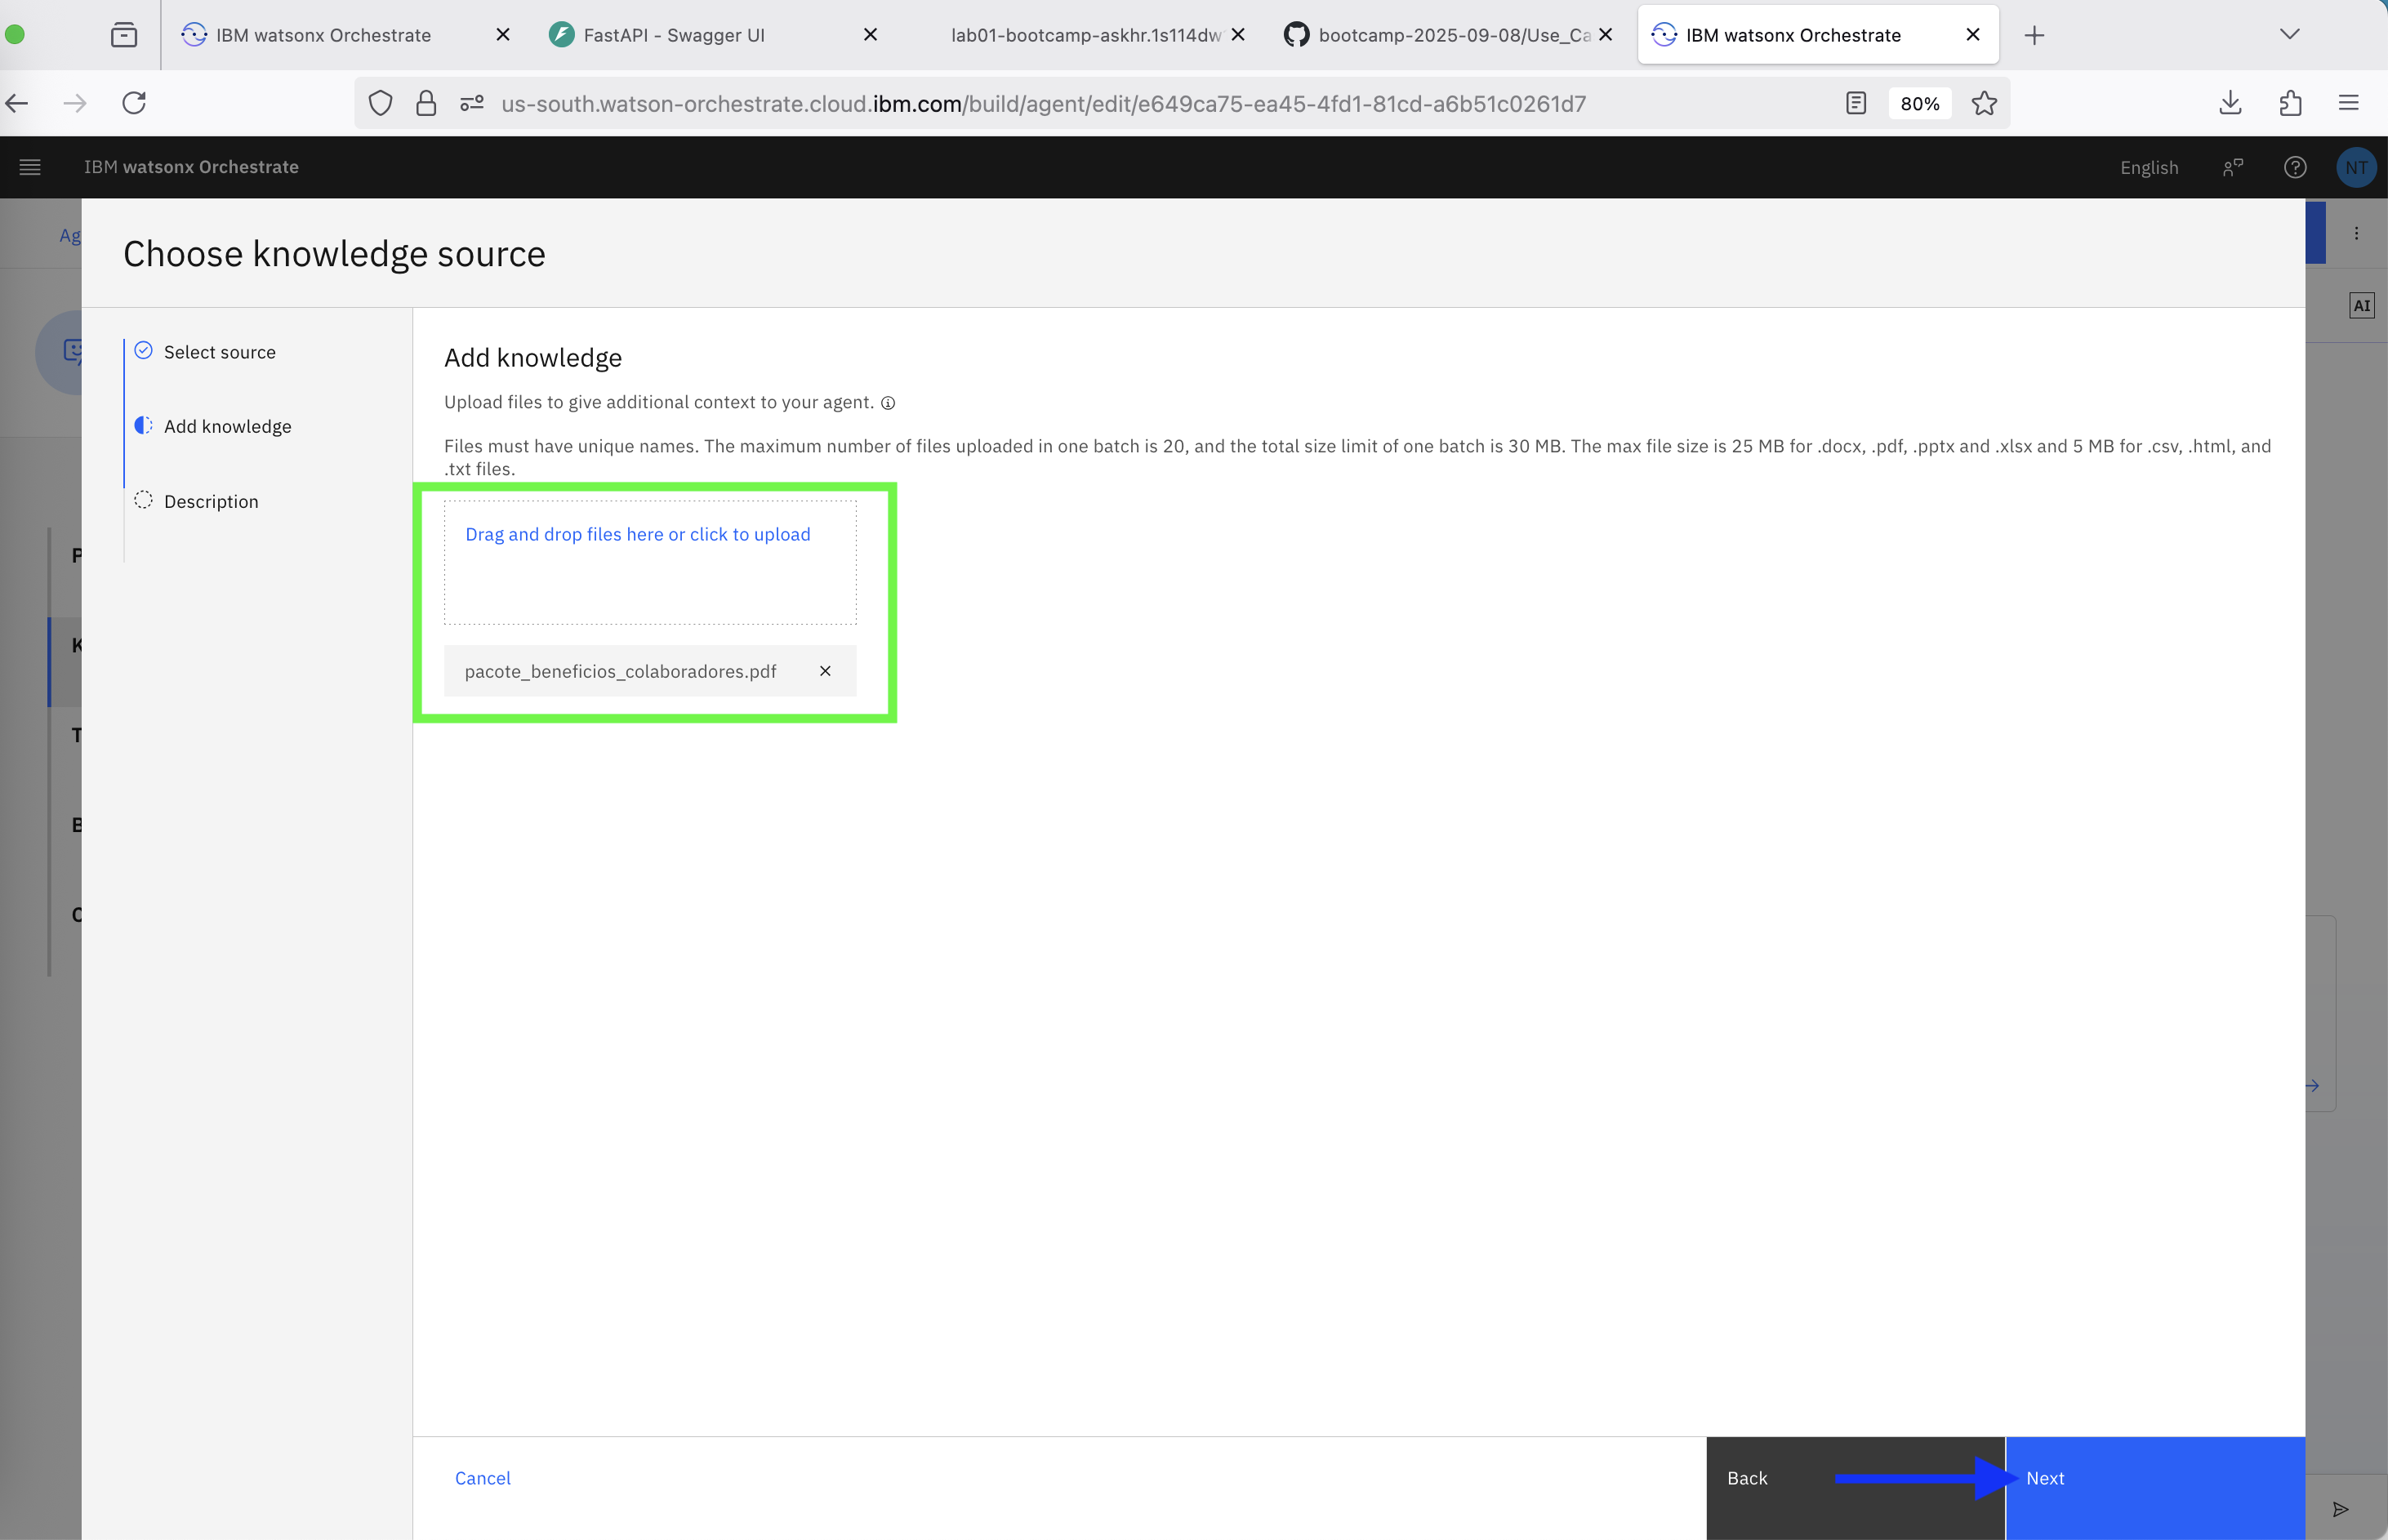 IBM watsonx Orchestrate
FastAPI - Swagger UI
lab01-bootcamp-askhr.1s114dw
bootcamp-2025-09-08/Use_Ca
IBM watsonx Orchestrate
us-south.watson-orchestrate.cloud.ibm.com/build/agent/edit/e649ca75-ea45-4fd1-81cd-a6b51c0261d7
80%
IBM watsonx Orchestrate
English
NT
Ag
Choose knowledge source
AI
Select source
Add knowledge
Description
P
K
T
B
Add knowledge
Upload files to give additional context to your agent.
Files must have unique names. The maximum number of files uploaded in one batch is 20, and the total size limit of one batch is 30 MB. The max file size is 25 MB for .docx, .pdf, .pptx and .xlsx and 5 MB for .csv, .html, and
.txt files.
Drag and drop files here or click to upload
pacote_beneficios_colaboradores.pdf
Cancel
Back
Next